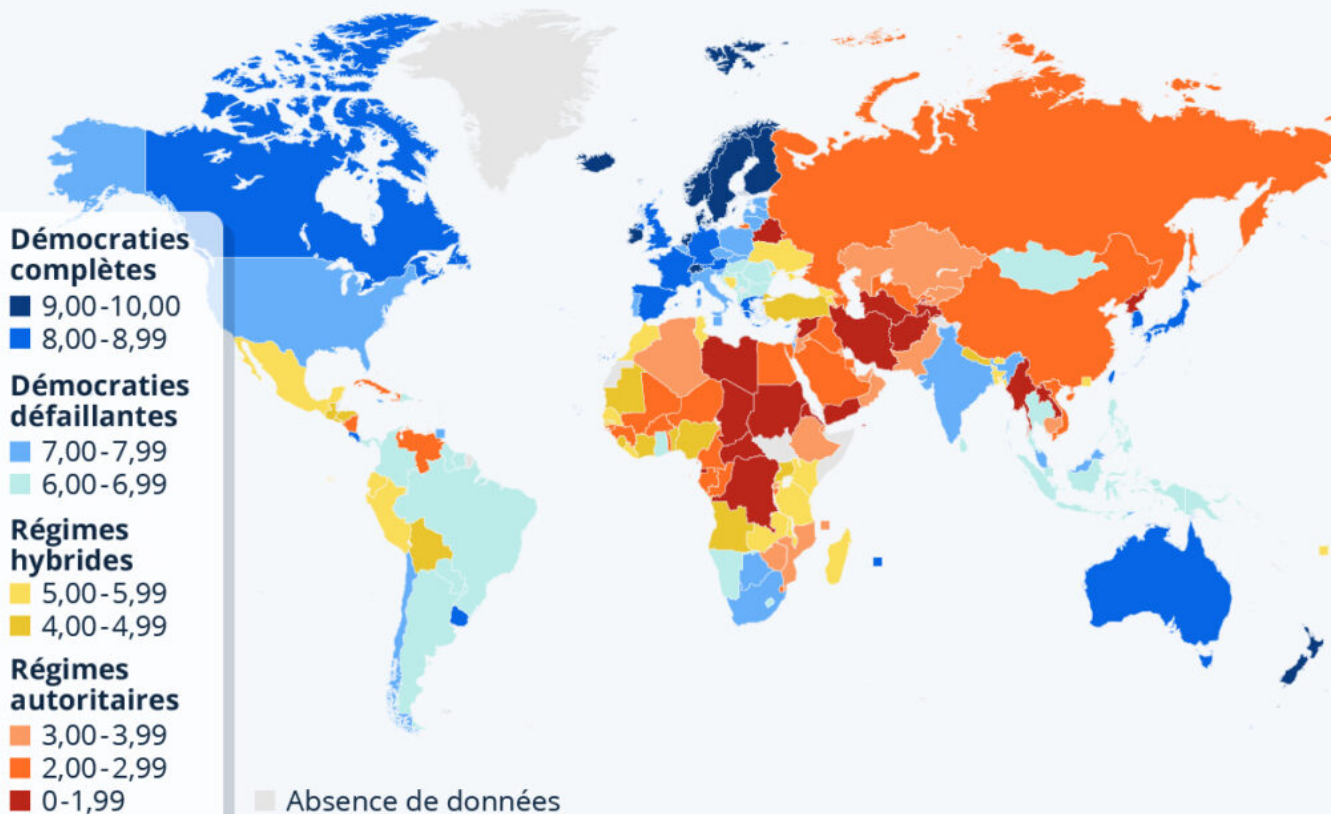 Démocraties
complètes
9,00-10,00
8,00-8,99
Démocraties
défaillantes
7,00-7,99
6,00-6,99
Régimes
hybrides
5,00-5,99
4,00-4,99
Régimes
autoritaires
3,00-3,99
2,00-2,99
0-1,99
Absence de données